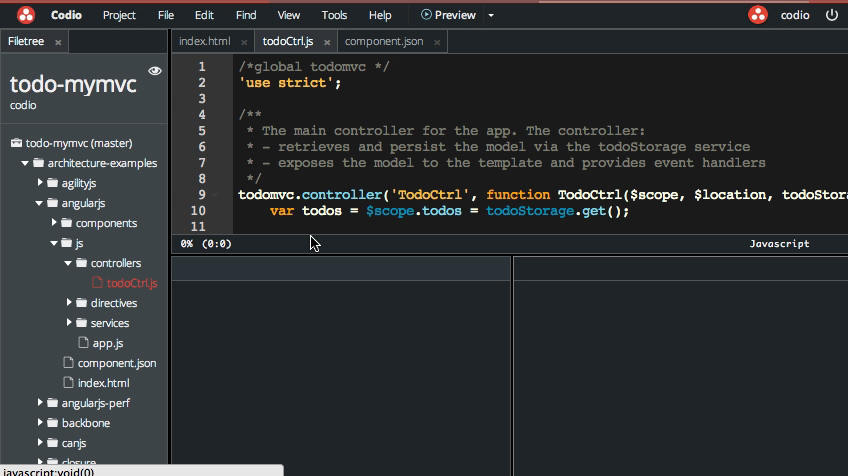 Codio Project File Edit Find View Tools Help Preview codio
Filetree ×
index.html × todoCtrl.js × component.json ×
todo-mymvc
codio
todo-mymvc (master)
architecture-examples
agilityjs
angularjs
components
js
controllers
todoCtrl.js
directives
services
app.js
component.json
index.html
angularjs-perf
backbone
canjs
closure
javascript:void(0)
1 /*global todomvc */
2 'use strict';
3
4 /**
5 * The main controller for the app. The controller:
6 * - retrieves and persist the model via the todoStorage service
7 * - exposes the model to the template and provides event handlers
8 */
9 todomvc.controller('TodoCtrl', function TodoCtrl($scope, $location, todoStora
10 var todos = $scope.todos = todoStorage.get();
11
0% (0:0) Javascript